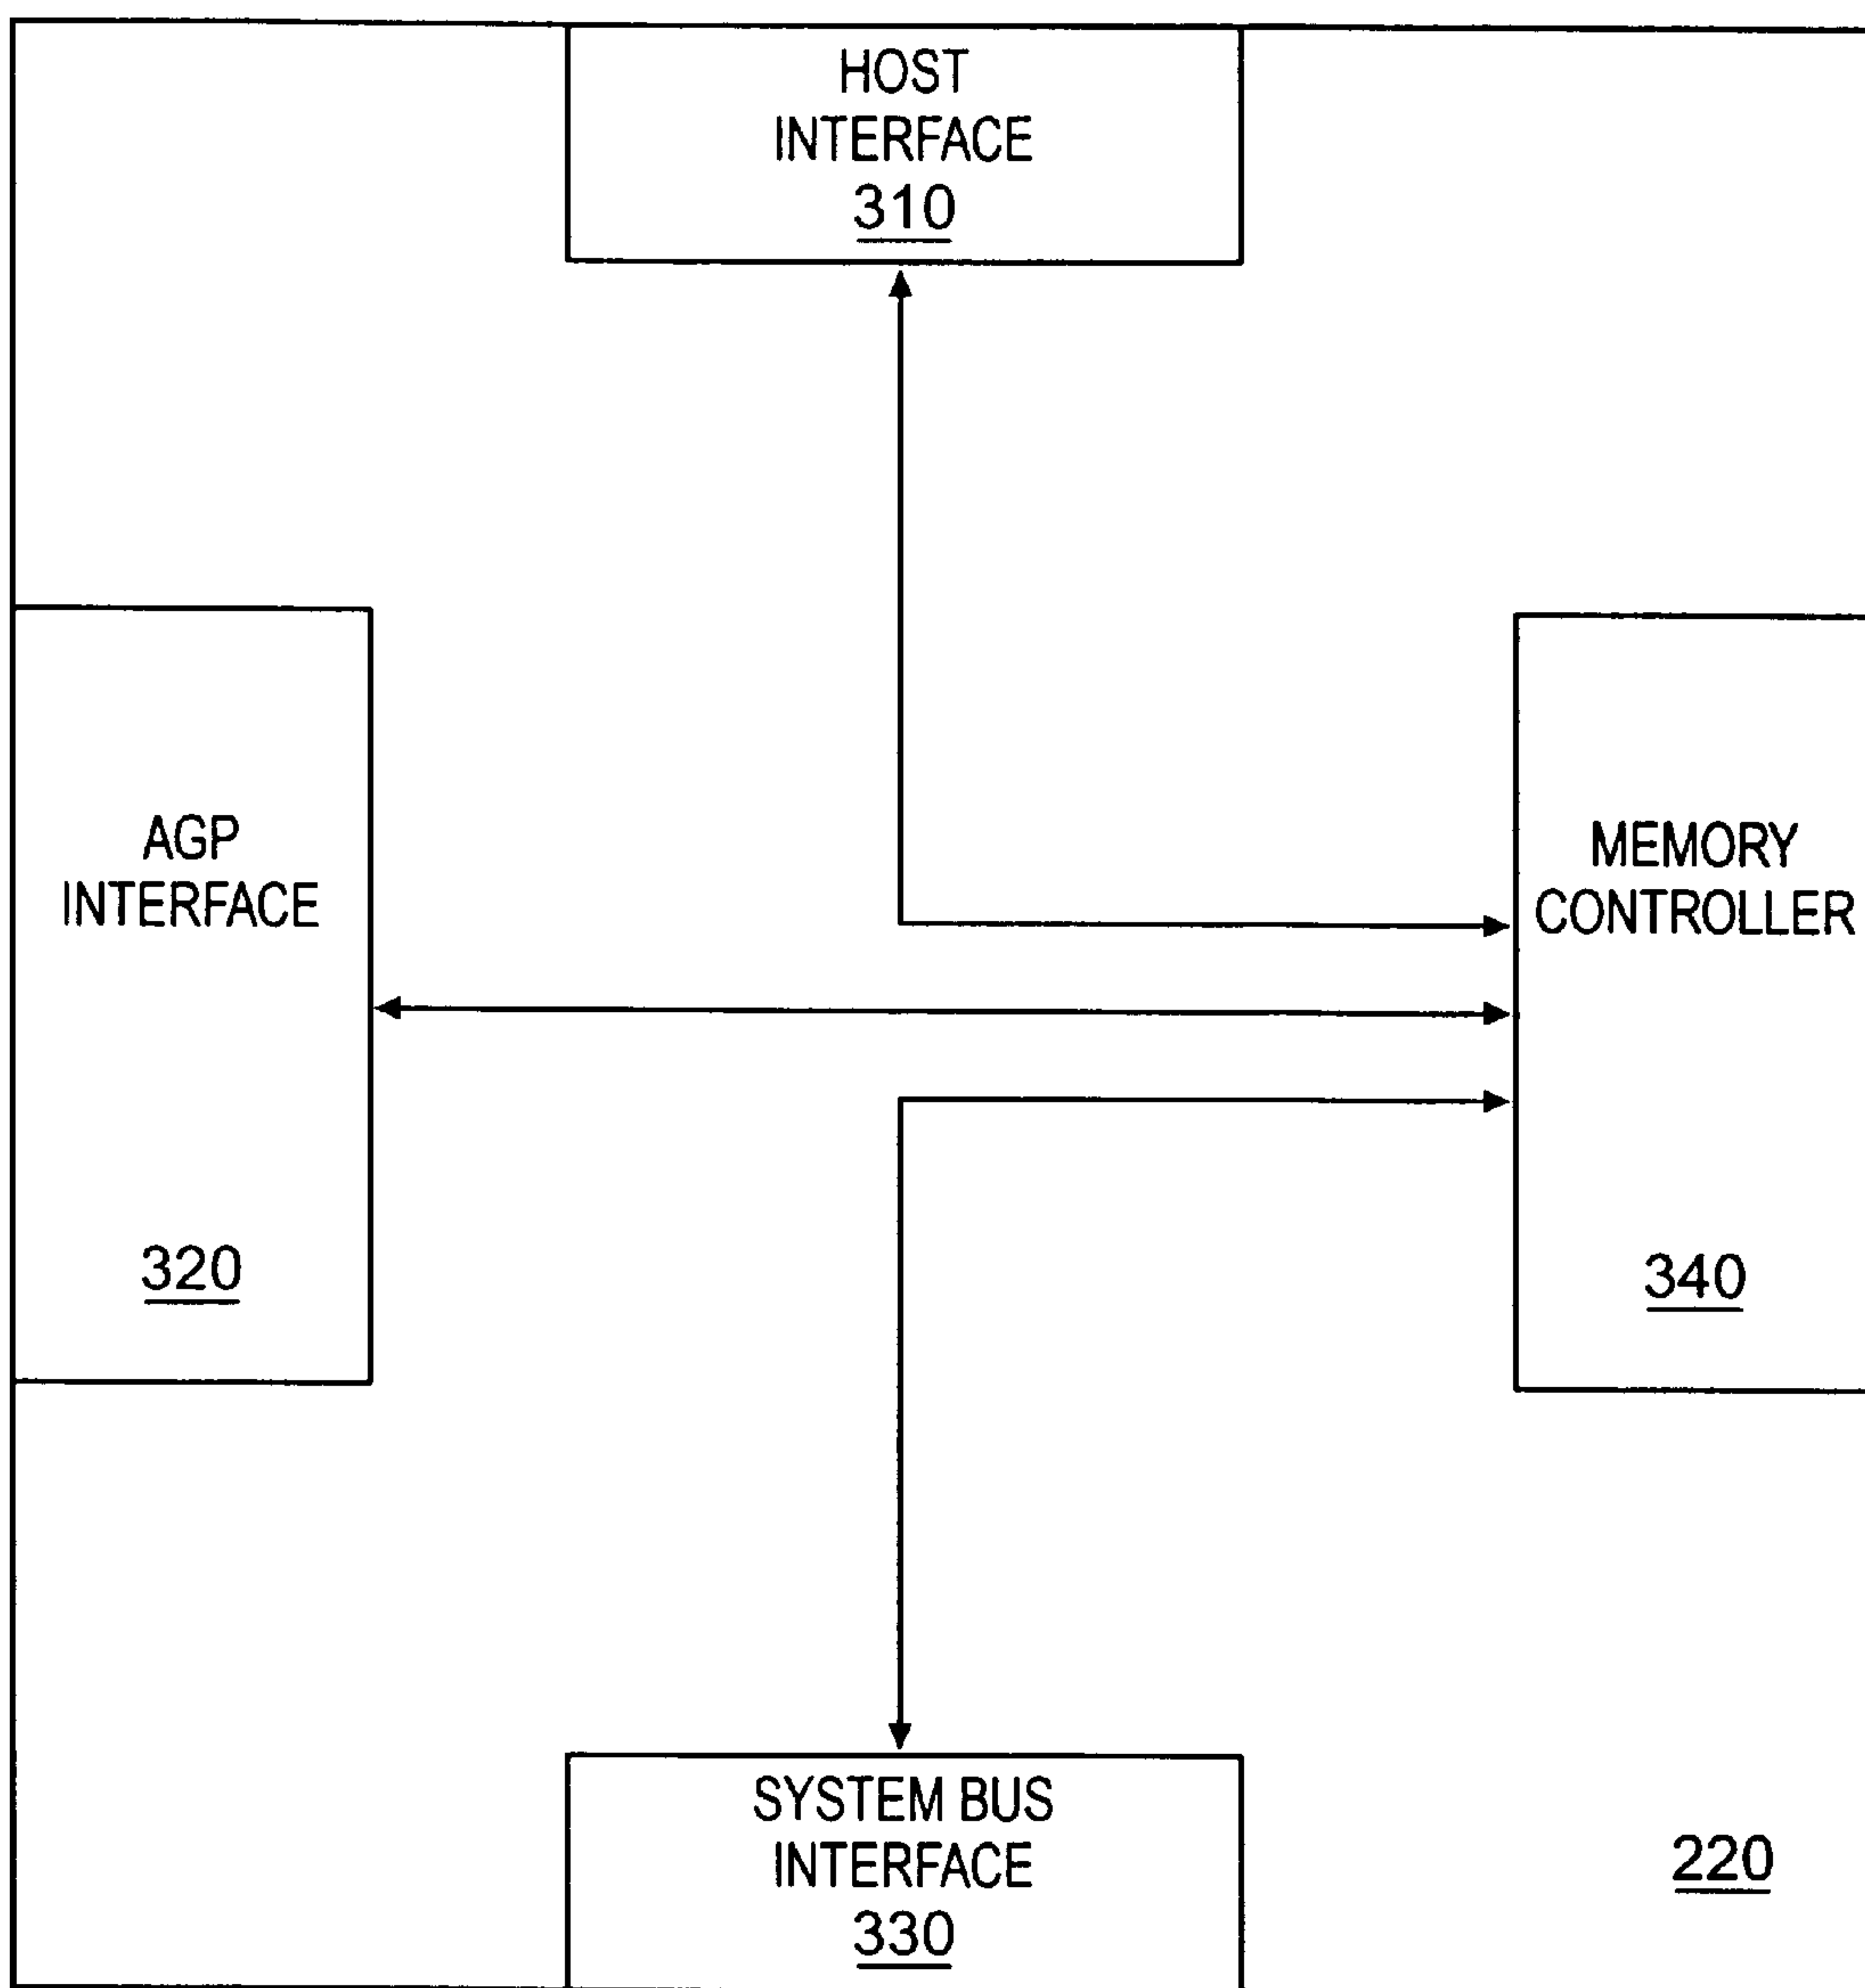 HOST
INTERFACE
310
AGP
INTERFACE
320
MEMORY
CONTROLLER
340
SYSTEM BUS
INTERFACE
330
220